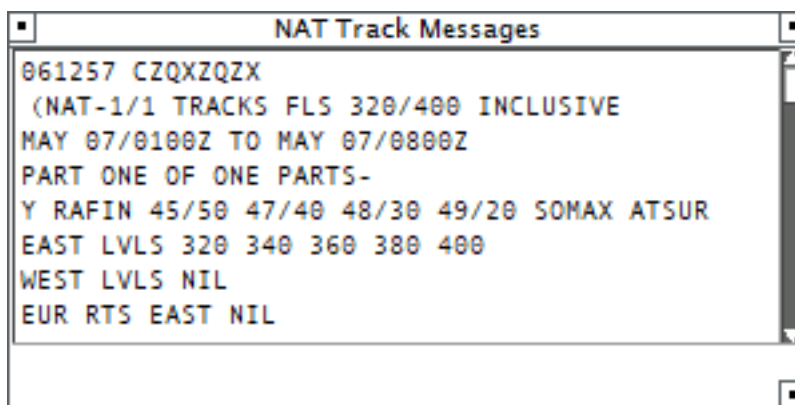 NAT Track Messages
061257 CZQXZQZX
(NAT-1/1 TRACKS FLS 320/400 INCLUSIVE
MAY 07/0100Z TO MAY 07/0800Z
PART ONE OF ONE PARTS-
Y RAFIN 45/50 47/40 48/30 49/20 SOMAX ATSUR
EAST LVLS 320 340 360 380 400
WEST LVLS NIL
EUR RTS EAST NIL